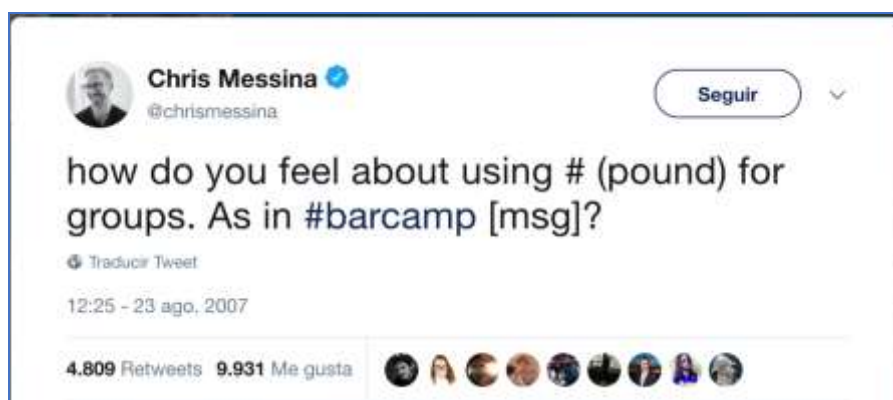 Chris Messina
@chrismessina
Seguir
how do you feel about using # (pound) for
groups. As in #barcamp [msg]?
Traducir Tweet
12:25 - 23 ago. 2007
4.809 Retweets 9.931 Me gusta